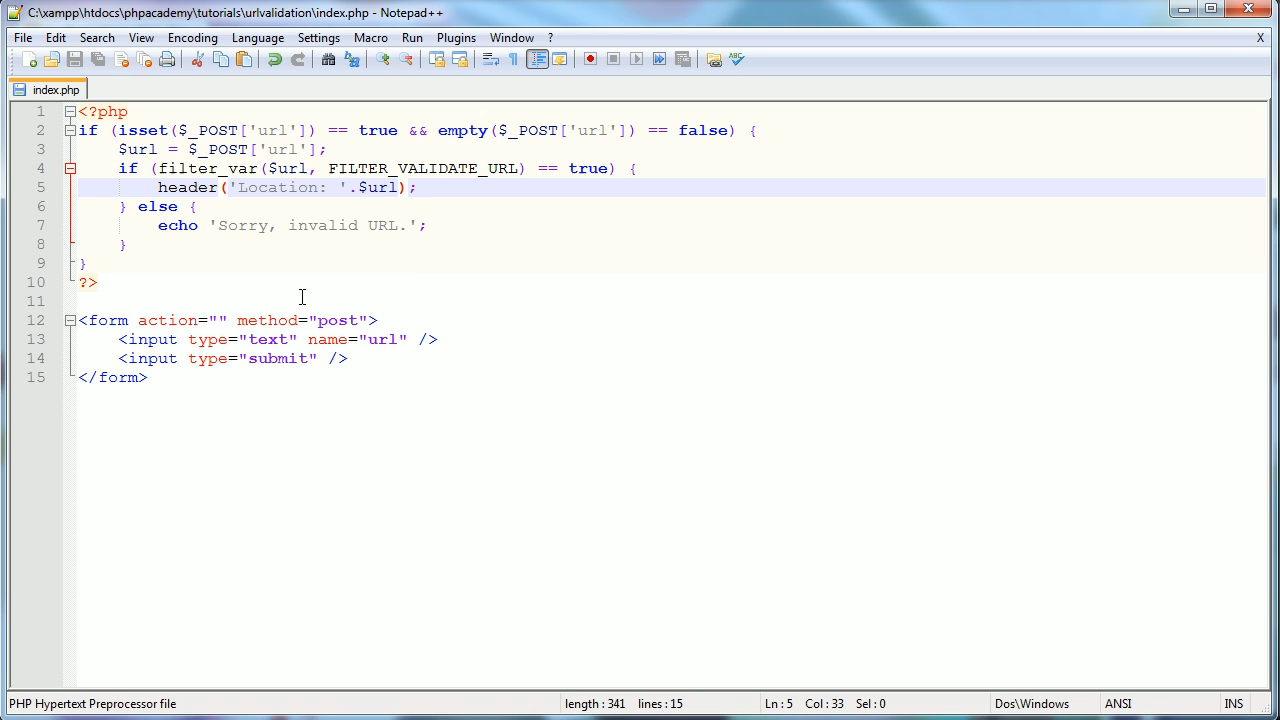 C:\xampp\htdocs\phpacademy\tutorials\urlvalidation\index.php - Notepad++
File Edit Search View Encoding Language Settings Macro Run Plugins Window ? X
index.php
1 <?php
2 if (isset($_POST['url']) == true && empty($_POST['url']) == false) {
3     $url = $_POST['url'];
4     if (filter_var($url, FILTER_VALIDATE_URL) == true) {
5         header('Location: '.$url);
6     } else {
7         echo 'Sorry, invalid URL.';
8     }
9 }
10 ?>
11
12 <form action="" method="post">
13     <input type="text" name="url" />
14     <input type="submit" />
15 </form>
PHP Hypertext Preprocessor file length : 341 lines : 15 Ln : 5 Col : 33 Sel : 0 Dos\Windows ANSI INS